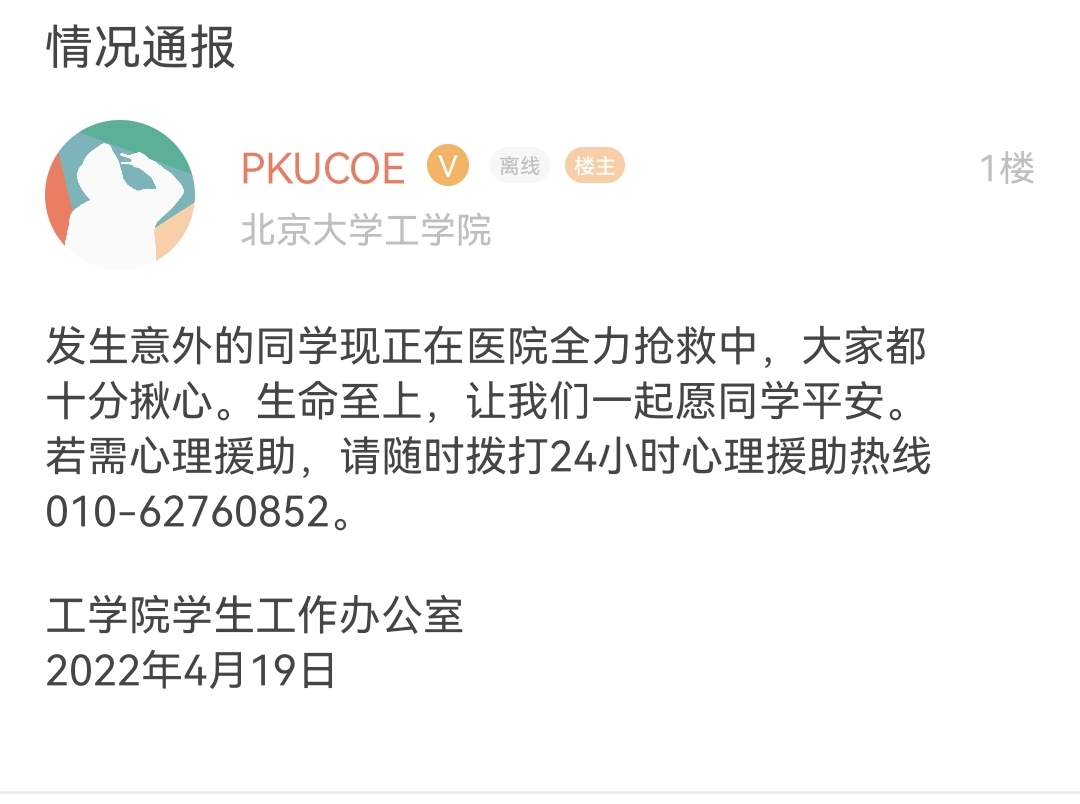 情况通报
PKUCOE V 离线 楼主 1楼
北京大学工学院
发生意外的同学现正在医院全力抢救中，大家都
十分揪心。生命至上，让我们一起愿同学平安。
若需心理援助，请随时拨打24小时心理援助热线
010-62760852。
工学院学生工作办公室
2022年4月19日